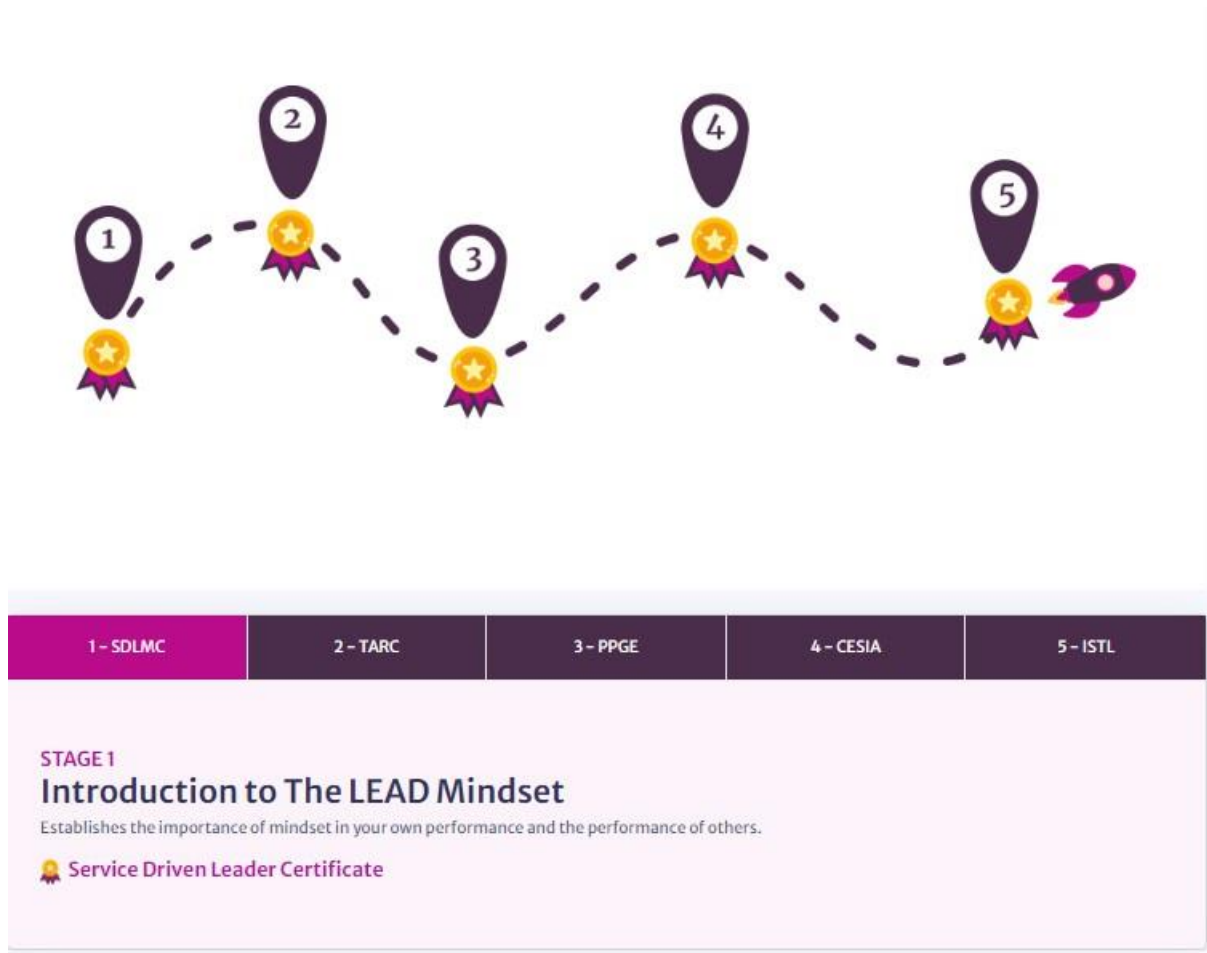 1
2
3
4
5
1 – SDLMC
2 – TARC
3 – PPGE
4 – CESIA
5 – ISTL
STAGE 1
Introduction to The LEAD Mindset
Establishes the importance of mindset in your own performance and the performance of others.
Service Driven Leader Certificate